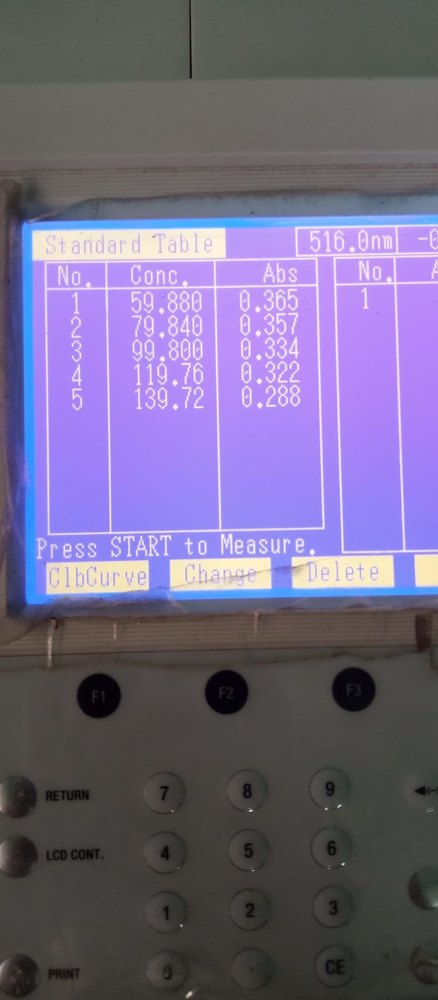 Standard Table 516.0nm -0
No. Conc. Abs No. A
1 59.880 0.365 1
2 79.840 0.357
3 99.800 0.334
4 119.76 0.322
5 139.72 0.288
Press START to Measure.
ClbCurve Change Delete
F1 F2 F3
RETURN 7 8 9
LCD CONT. 4 5 6
1 2 3
PRINT 0 . CE